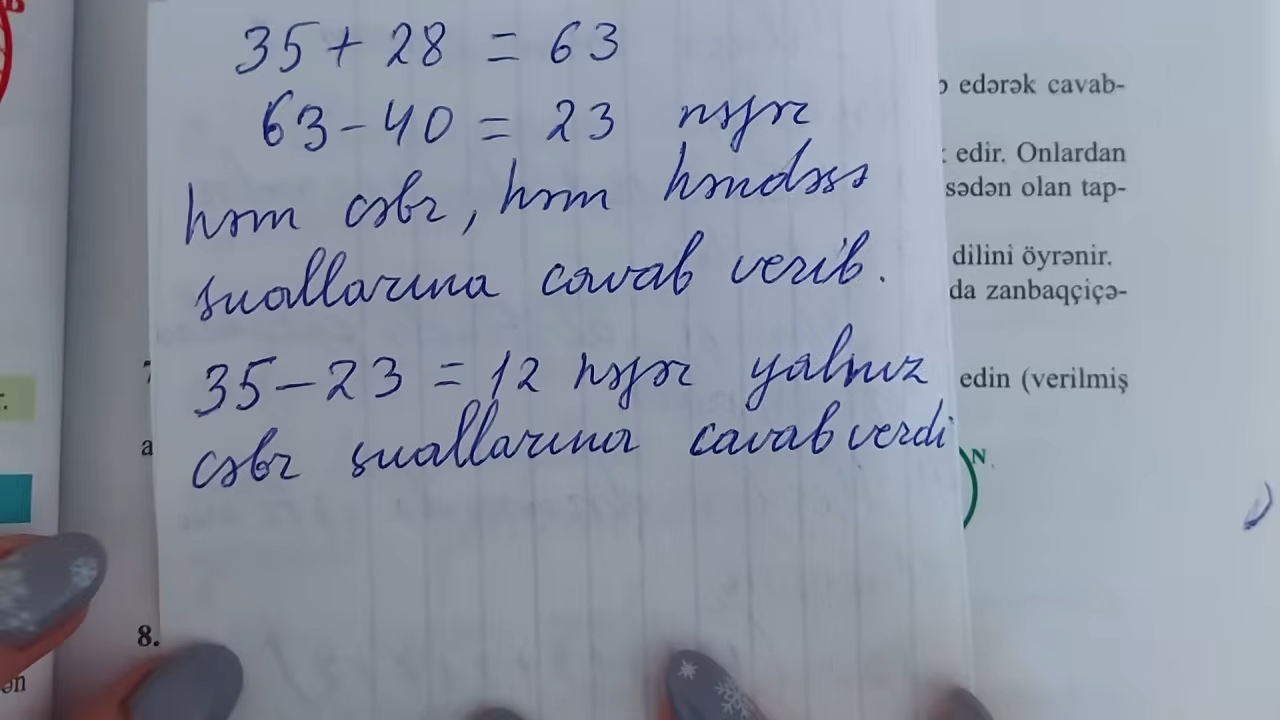 35 + 28 = 63
63 - 40 = 23 nəfər
həm cəbr, həm həndəsə
suallarına cavab verib.
35 - 23 = 12 nəfər yalnız
cəbr suallarına cavab verdi
edərək cavab-
edir. Onlardan
sədən olan tap-
dilini öyrənir.
da zanbaqçiçə-
edin (verilmiş
a
N
8.
ən